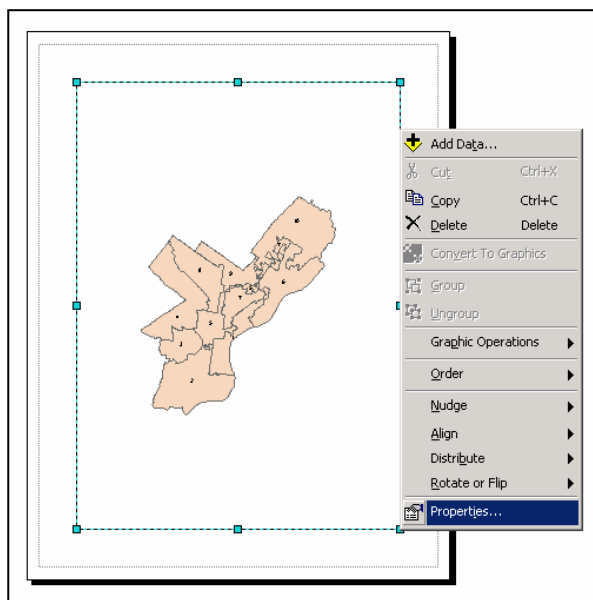 Add Data...
Cut Ctrl+X
Copy Ctrl+C
Delete Delete
Convert To Graphics
Group
Ungroup
Graphic Operations
Order
Nudge
Align
Distribute
Rotate or Flip
Properties...